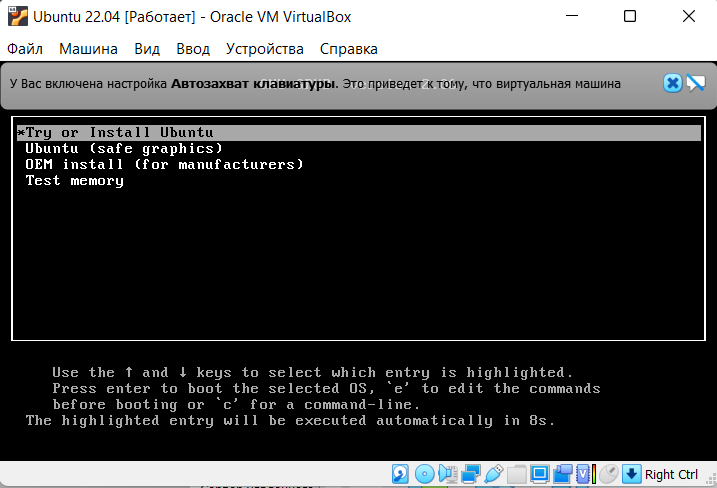 Ubuntu 22.04 [Работает] - Oracle VM VirtualBox
Файл Машина Вид Ввод Устройства Справка
У Вас включена настройка Автозахват клавиатуры. Это приведет к тому, что виртуальная машина
*Try or Install Ubuntu
Ubuntu (safe graphics)
OEM install (for manufacturers)
Test memory
Use the ↑ and ↓ keys to select which entry is highlighted.
Press enter to boot the selected OS, `e' to edit the commands
before booting or `c' for a command-line.
The highlighted entry will be executed automatically in 8s.
Right Ctrl